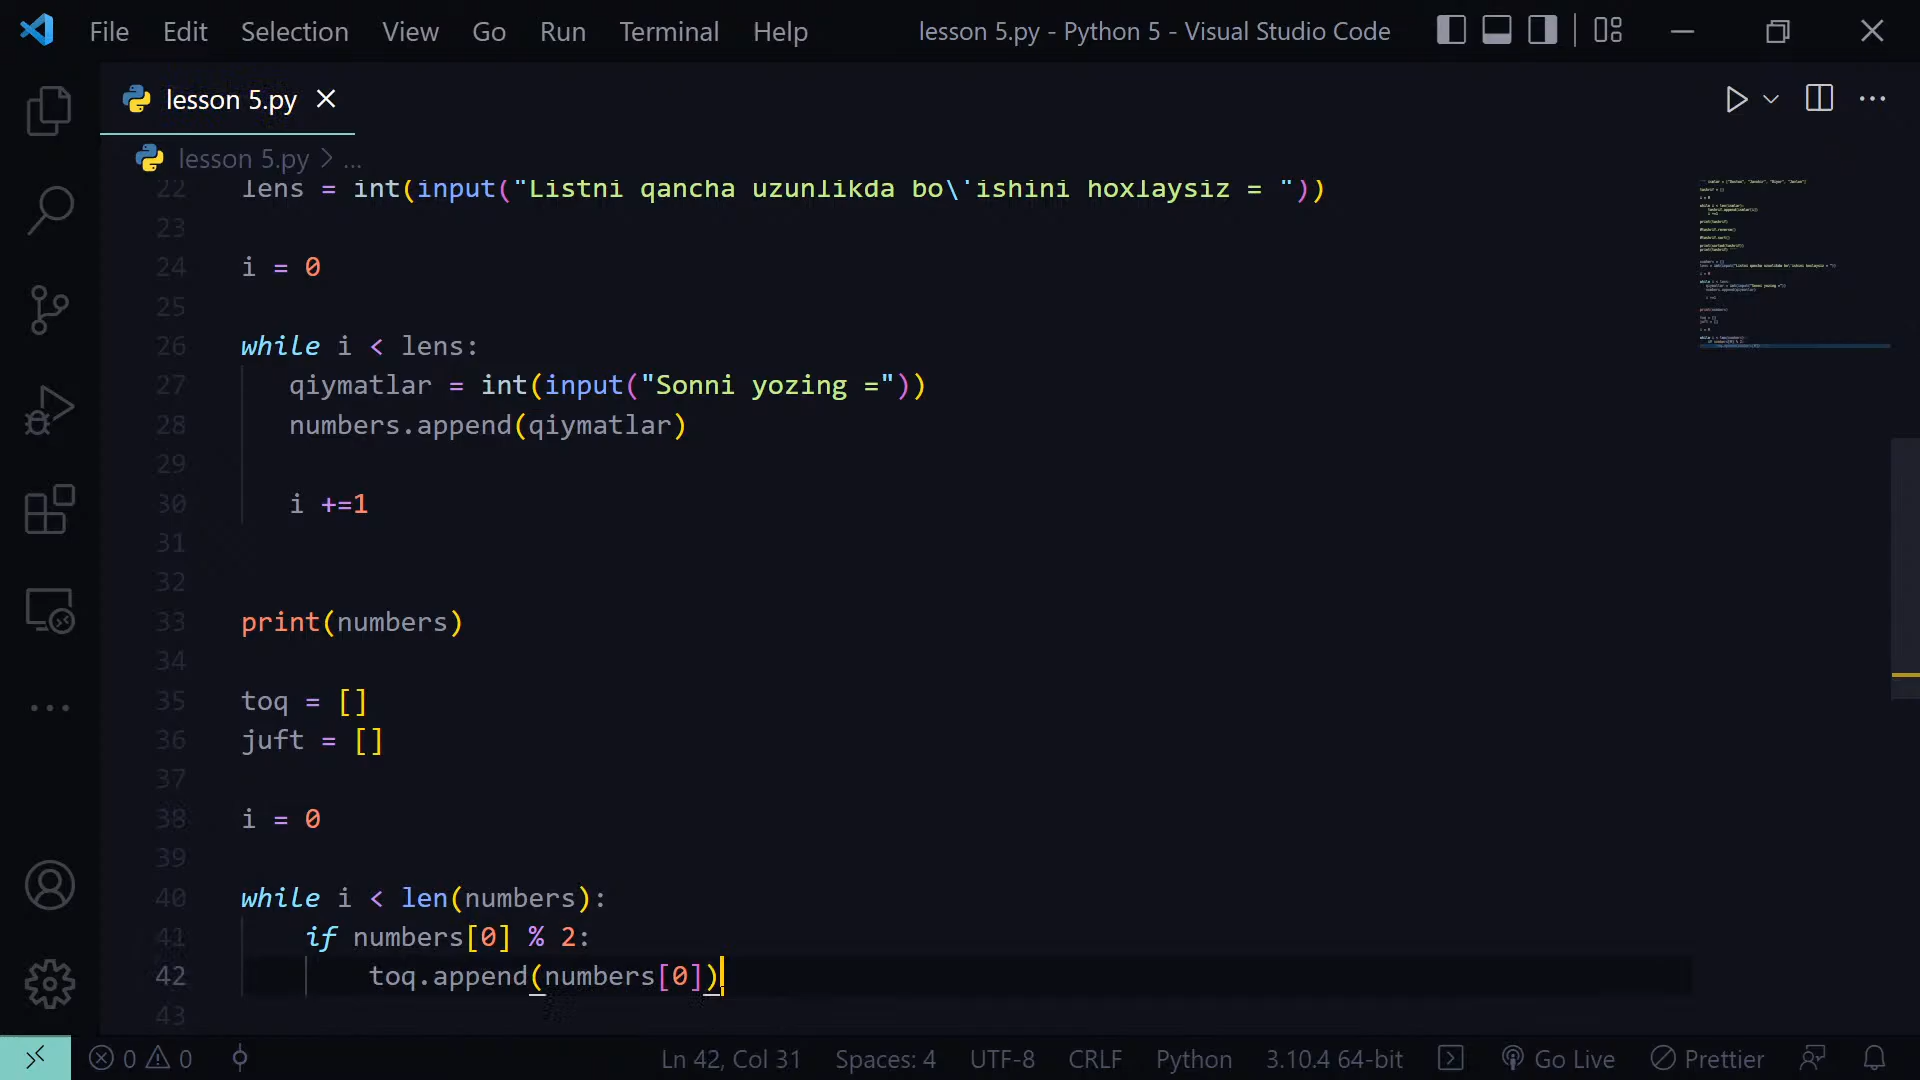 File Edit Selection View Go Run Terminal Help lesson 5.py - Python 5 - Visual Studio Code
lesson 5.py
lesson 5.py > ...
22 lens = int(input("Listni qancha uzunlikda bo\'ishini hoxlaysiz = "))
23
24 i = 0
25
26 while i < lens:
27 qiymatlar = int(input("Sonni yozing ="))
28 numbers.append(qiymatlar)
29
30 i +=1
31
32
33 print(numbers)
34
35 toq = []
36 juft = []
37
38 i = 0
39
40 while i < len(numbers):
41 if numbers[0] % 2:
42 toq.append(numbers[0])
43
0 0 Ln 42, Col 31 Spaces: 4 UTF-8 CRLF Python 3.10.4 64-bit Go Live Prettier